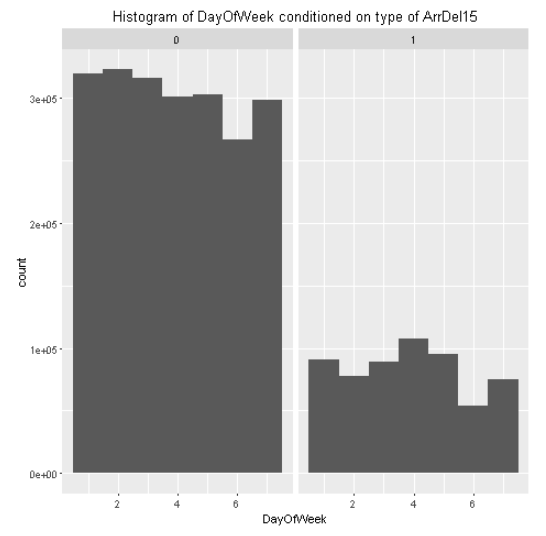 Histogram of DayOfWeek conditioned on type of ArrDel15
0 1
3e+05
2e+05
1e+05
0e+00
count
2 4 6 2 4 6
DayOfWeek